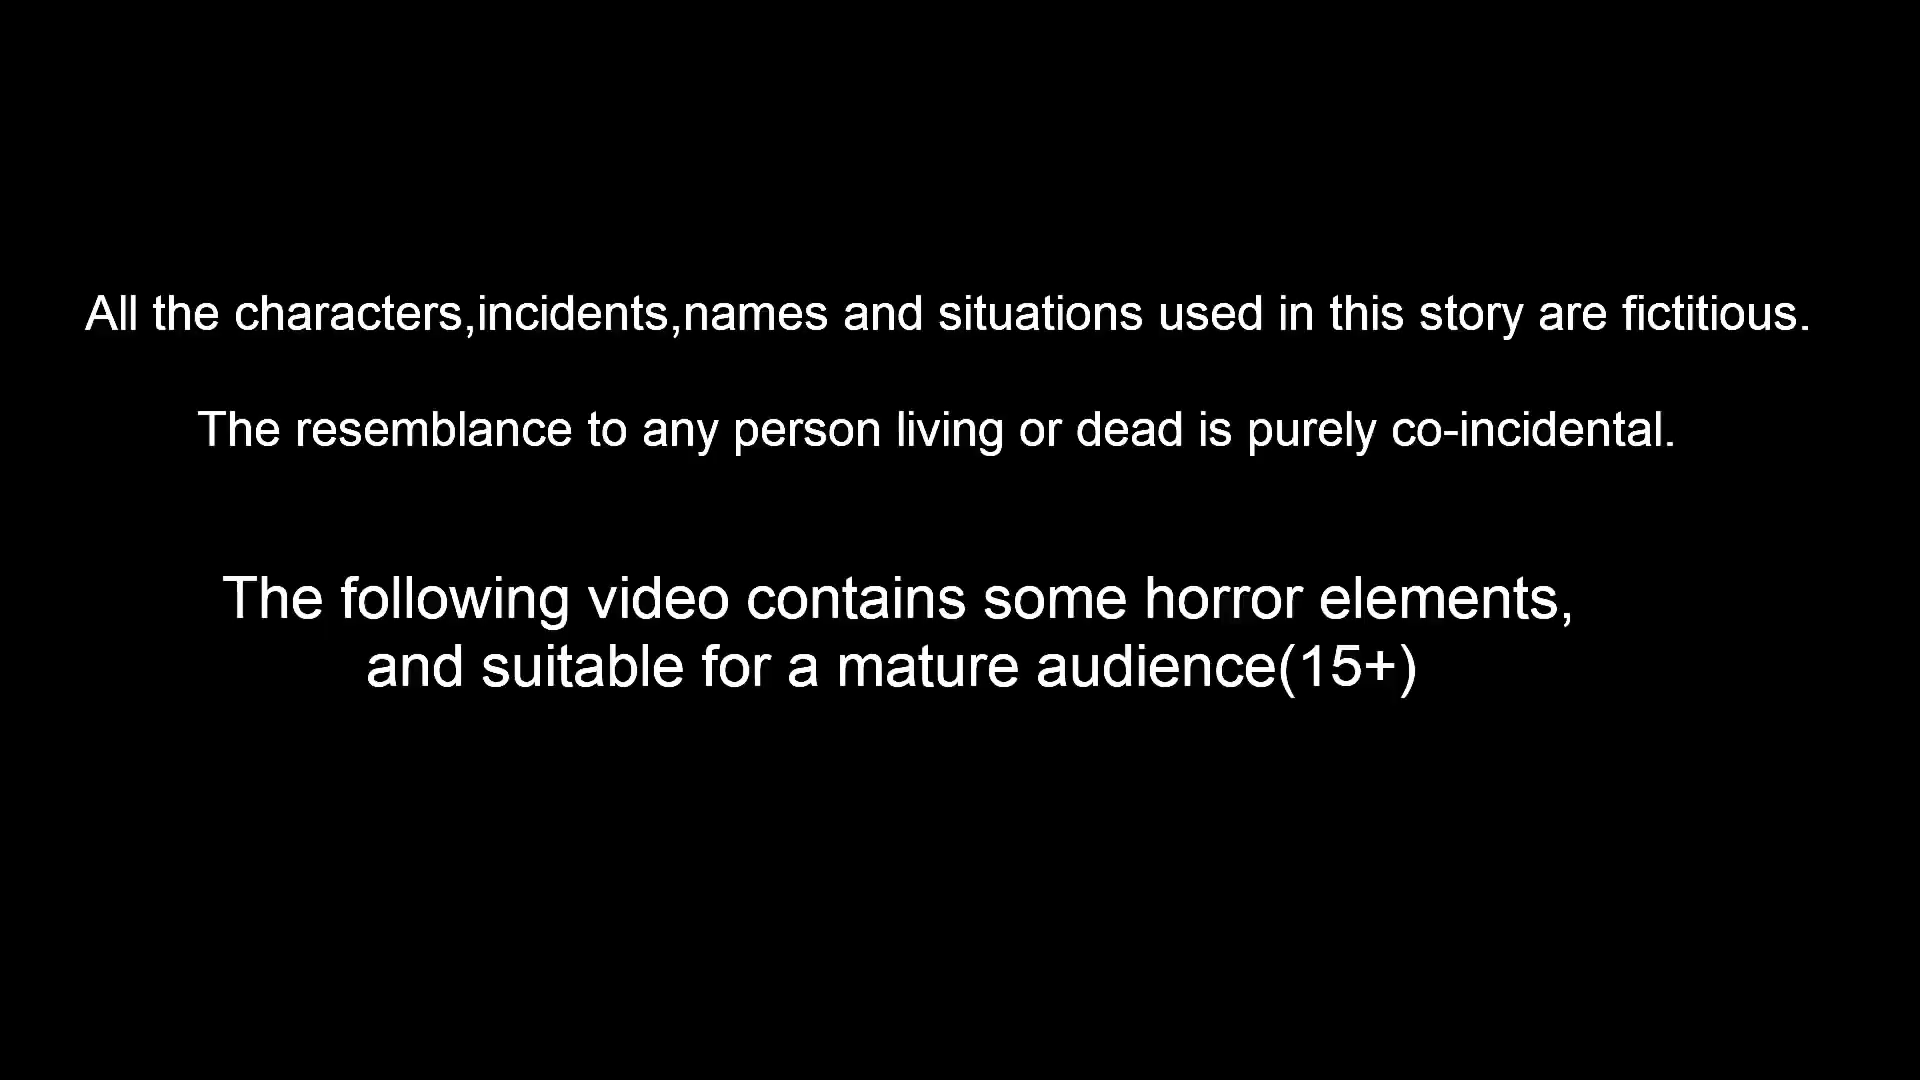 All the characters,incidents,names and situations used in this story are fictitious.
The resemblance to any person living or dead is purely co-incidental.
The following video contains some horror elements,
and suitable for a mature audience(15+)